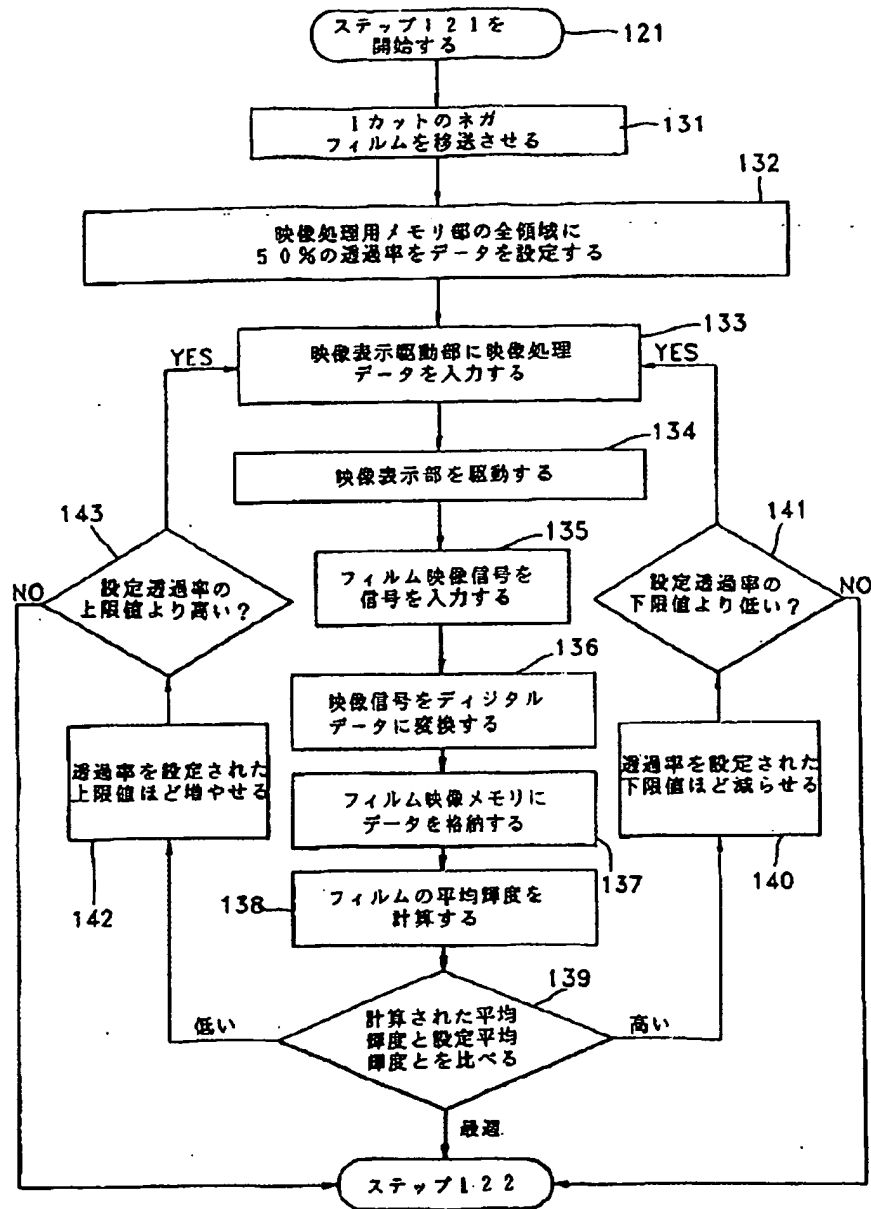 ステップ121を
開始する
121
1カットのネガ
フィルムを移送させる
131
132
映像処理用メモリ部の全領域に
50%の透過率をデータを設定する
133
映像表示駆動部に映像処理
データを入力する
YES
YES
134
映像表示部を駆動する
143
設定透過率の
上限値より高い?
NO
135
フィルム映像信号を
信号を入力する
141
設定透過率の
下限値より低い?
NO
136
映像信号をディジタル
データに変換する
透過率を設定された
上限値ほど増やせる
142
フィルム映像メモリに
データを格納する
137
透過率を設定された
下限値ほど減らせる
140
138
フィルムの平均輝度を
計算する
139
計算された平均
輝度と設定平均
輝度とを比べる
低い
高い
最適
ステップ122